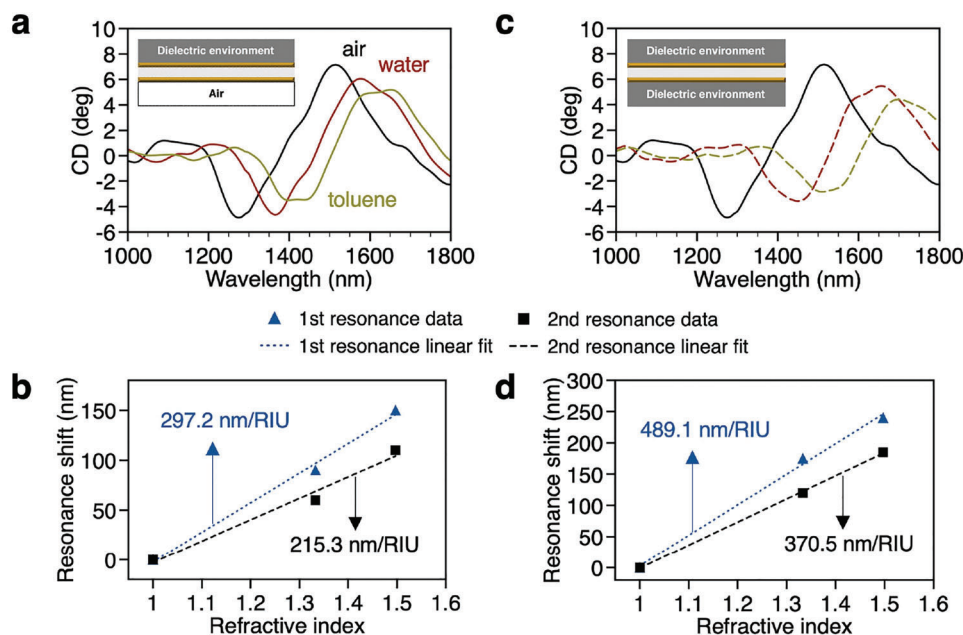 a
10
8
6
4
2
0
-2
-4
-6
CD (deg)
Dielectric environment
Air
air
water
toluene
1000 1200 1400 1600 1800
Wavelength (nm)
c
10
8
6
4
2
0
-2
-4
-6
CD (deg)
Dielectric environment
Dielectric environment
1000 1200 1400 1600 1800
Wavelength (nm)
1st resonance data
2nd resonance data
1st resonance linear fit
2nd resonance linear fit
b
150
100
50
0
Resonance shift (nm)
297.2 nm/RIU
215.3 nm/RIU
1 1.1 1.2 1.3 1.4 1.5 1.6
Refractive index
d
300
250
200
150
100
50
0
Resonance shift (nm)
489.1 nm/RIU
370.5 nm/RIU
1 1.1 1.2 1.3 1.4 1.5 1.6
Refractive index